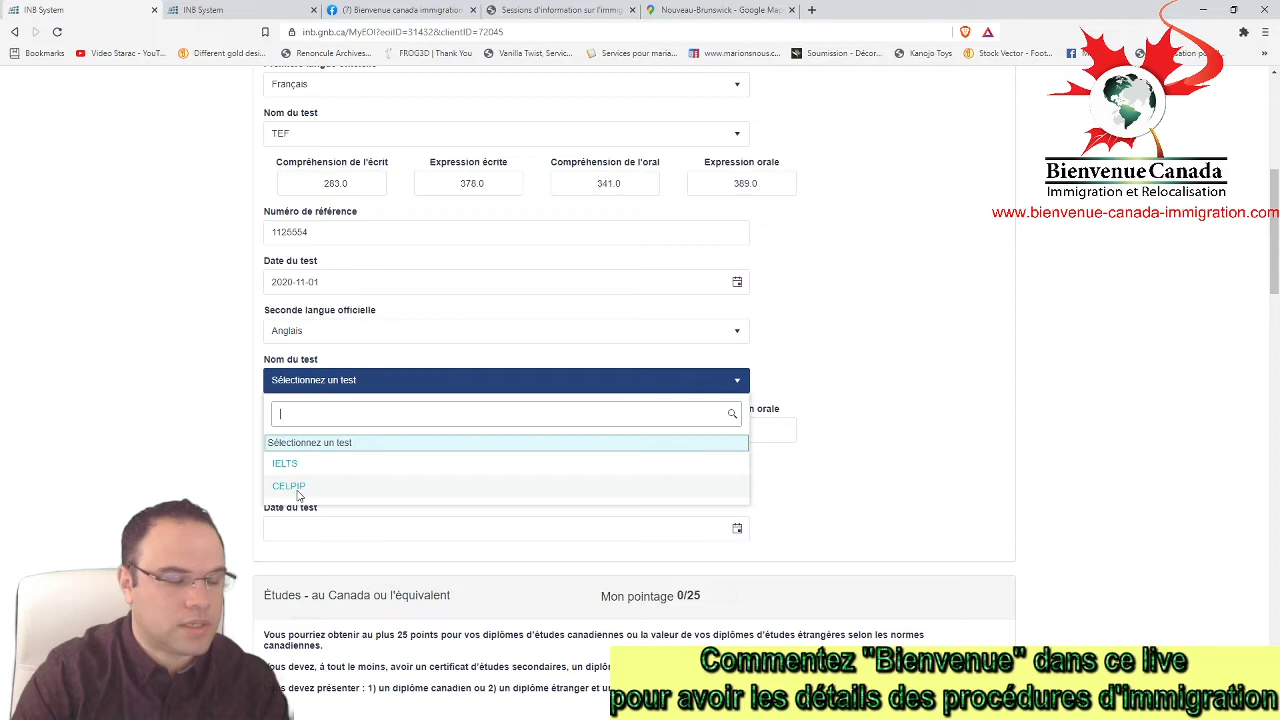 INB System
INB System
(7) Bienvenue canada immigration
Sessions d'information sur l'immig
Nouveau-Brunswick - Google Map
inb.gnb.ca/MyEOI?eoiID=31432&clientID=72045
Bookmarks
Video Starac - YouT...
Different gold desi...
Renoncule Archives...
FROG3D | Thank You
Vanilla Twist, Servic...
Services pour maria...
www.marionsnous...
Soumission - Décor...
Kanojo Toys
Stock Vector - Foot...
Français
Nom du test
TEF
Compréhension de l'écrit
Expression écrite
Compréhension de l'oral
Expression orale
283.0
378.0
341.0
389.0
Numéro de référence
1125554
Date du test
2020-11-01
Seconde langue officielle
Anglais
Nom du test
Sélectionnez un test
n orale
Sélectionnez un test
IELTS
CELPIP
Date du test
Études - au Canada ou l'équivalent
Mon pointage 0/25
Vous pourriez obtenir au plus 25 points pour vos diplômes d'études canadiennes ou la valeur de vos diplômes d'études étrangères selon les normes
canadiennes.
Vous devez, à tout le moins, avoir un certificat d'études secondaires, un diplôm
us devez présenter : 1) un diplôme canadien ou 2) un diplôme étranger et un
Bienvenue Canada
Immigration et Relocalisation
www.bienvenue-canada-immigration.com
Commentez "Bienvenue" dans ce live
pour avoir les détails des procédures d'immigration